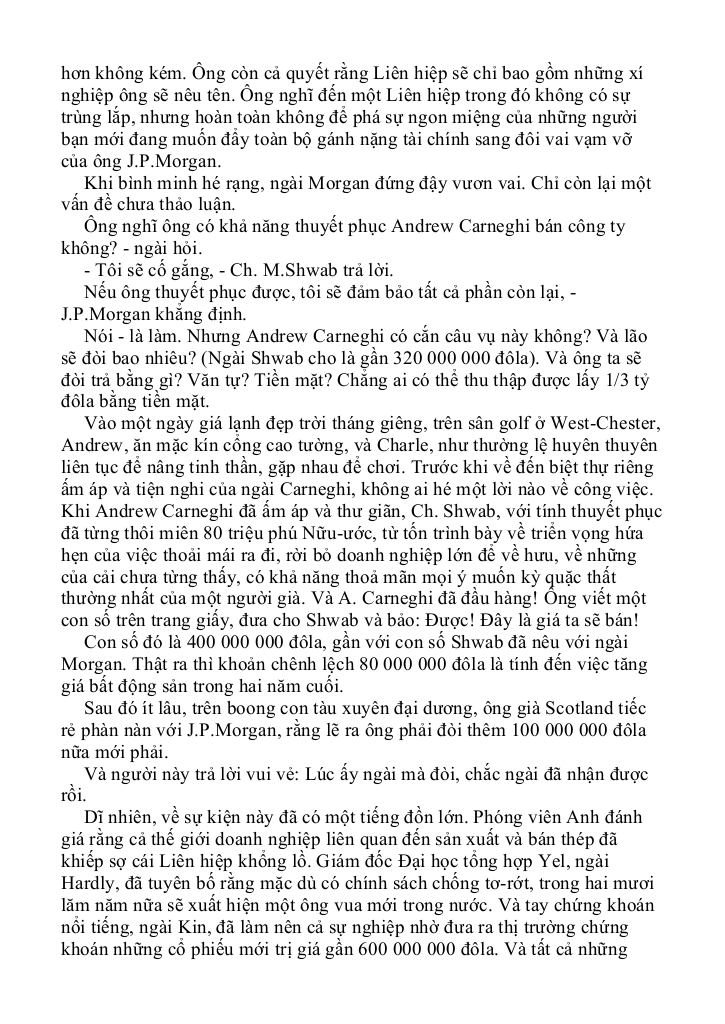 hơn không kém. Ông còn cả quyết rằng Liên hiệp sẽ chỉ bao gồm những xí
nghiệp ông sẽ nêu tên. Ông nghĩ đến một Liên hiệp trong đó không có sự
trùng lắp, nhưng hoàn toàn không để phá sự ngon miệng của những người
bạn mới đang muốn đẩy toàn bộ gánh nặng tài chính sang đôi vai vạm vỡ
của ông J.P.Morgan.
Khi bình minh hé rạng, ngài Morgan đứng đậy vươn vai. Chỉ còn lại một
vấn đề chưa thảo luận.
Ông nghĩ ông có khả năng thuyết phục Andrew Carneghi bán công ty
không? - ngài hỏi.
- Tôi sẽ cố gắng, - Ch. M.Shwab trả lời.
Nếu ông thuyết phục được, tôi sẽ đảm bảo tất cả phần còn lại, -
J.P.Morgan khẳng định.
Nói - là làm. Nhưng Andrew Carneghi có cắn câu vụ này không? Và lão
sẽ đòi bao nhiêu? (Ngài Shwab cho là gần 320 000 000 đôla). Và ông ta sẽ
đòi trả bằng gì? Văn tự? Tiền mặt? Chẳng ai có thể thu thập được lấy 1/3 tỷ
đôla bằng tiền mặt.
Vào một ngày giá lạnh đẹp trời tháng giêng, trên sân golf ở West-Chester,
Andrew, ăn mặc kín cổng cao tường, và Charle, như thường lệ huyên thuyên
liên tục để nâng tinh thần, gặp nhau để chơi. Trước khi về đến biệt thự riêng
ấm áp và tiện nghi của ngài Carneghi, không ai hé một lời nào về công việc.
Khi Andrew Carneghi đã ấm áp và thư giãn, Ch. Shwab, với tính thuyết phục
đã từng thôi miên 80 triệu phú Nữu-ước, từ tốn trình bày về triển vọng hứa
hẹn của việc thoải mái ra đi, rời bỏ doanh nghiệp lớn để về hưu, về những
của cải chưa từng thấy, có khả năng thoả mãn mọi ý muốn kỳ quặc thất
thường nhất của một người già. Và A. Carneghi đã đầu hàng! Ông viết một
con số trên trang giấy, đưa cho Shwab và bảo: Được! Đây là giá ta sẽ bán!
Con số đó là 400 000 000 đôla, gần với con số Shwab đã nêu với ngài
Morgan. Thật ra thì khoản chênh lệch 80 000 000 đôla là tính đến việc tăng
giá bất động sản trong hai năm cuối.
Sau đó ít lâu, trên boong con tàu xuyên đại dương, ông già Scotland tiếc
rẻ phàn nàn với J.P.Morgan, rằng lẽ ra ông phải đòi thêm 100 000 000 đôla
nữa mới phải.
Và người này trả lời vui vẻ: Lúc ấy ngài mà đòi, chắc ngài đã nhận được
rồi.
Dĩ nhiên, về sự kiện này đã có một tiếng đồn lớn. Phóng viên Anh đánh
giá rằng cả thế giới doanh nghiệp liên quan đến sản xuất và bán thép đã
khiếp sợ cái Liên hiệp khổng lồ. Giám đốc Đại học tổng hợp Yel, ngài
Hardly, đã tuyên bố rằng mặc dù có chính sách chống tơ-rớt, trong hai mươi
lăm năm nữa sẽ xuất hiện một ông vua mới trong nước. Và tay chứng khoán
nổi tiếng, ngài Kin, đã làm nên cả sự nghiệp nhờ đưa ra thị trường chứng
khoán những cổ phiếu mới trị giá gần 600 000 000 đôla. Và tất cả những